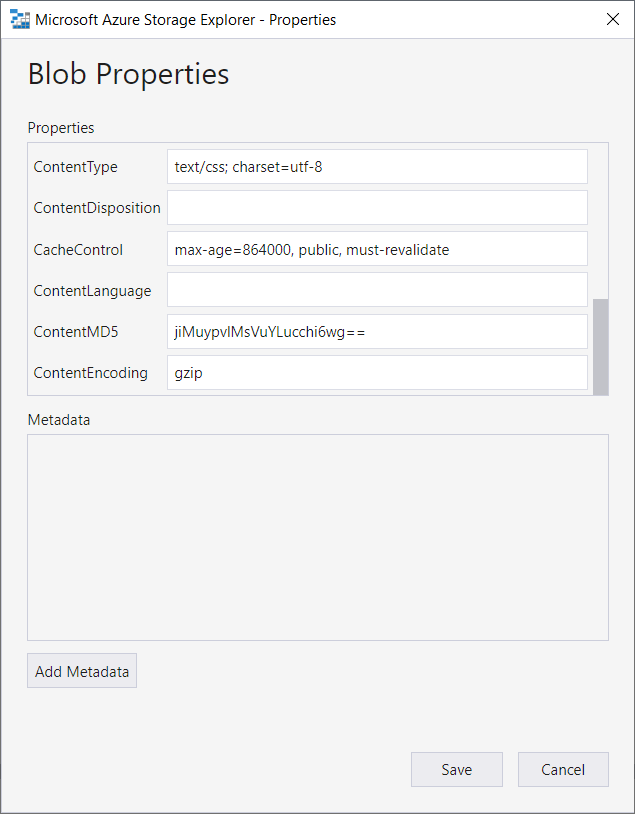 Microsoft Azure Storage Explorer - Properties
Blob Properties
Properties
ContentType text/css; charset=utf-8
ContentDisposition
CacheControl max-age=864000, public, must-revalidate
ContentLanguage
ContentMD5 jiMuypvIMsVuYLucchi6wg==
ContentEncoding gzip
Metadata
Add Metadata
Save Cancel